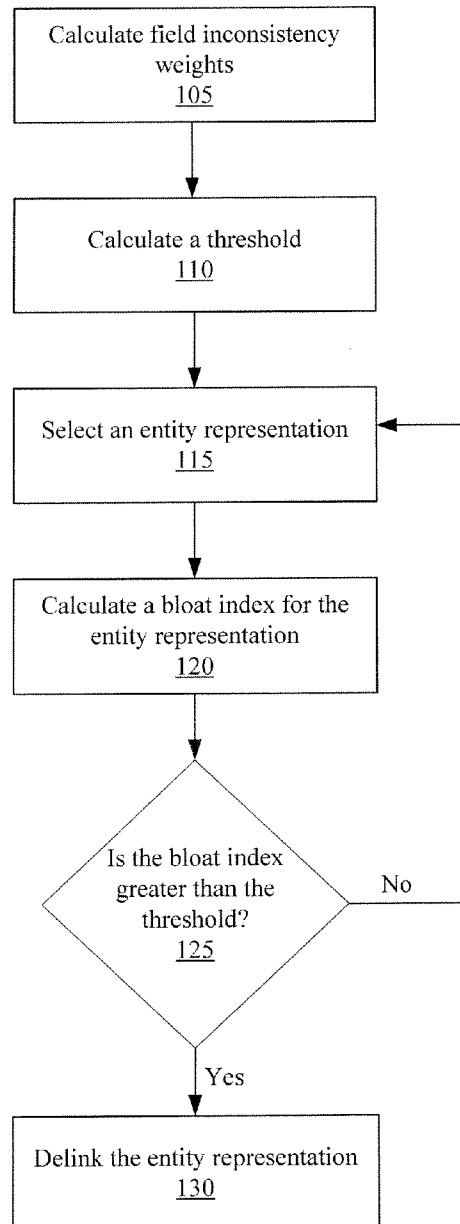 Calculate field inconsistency
weights
105
Calculate a threshold
110
Select an entity representation
115
Calculate a bloat index for the
entity representation
120
Is the bloat index
greater than the
threshold?
125
No
Yes
Delink the entity representation
130